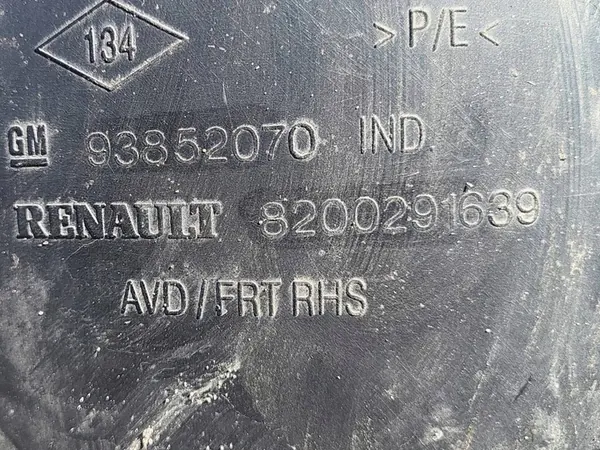 134 >P/E<
GM 93852070 IND.
RENAULT 8200291639
AVD/FRT RHS